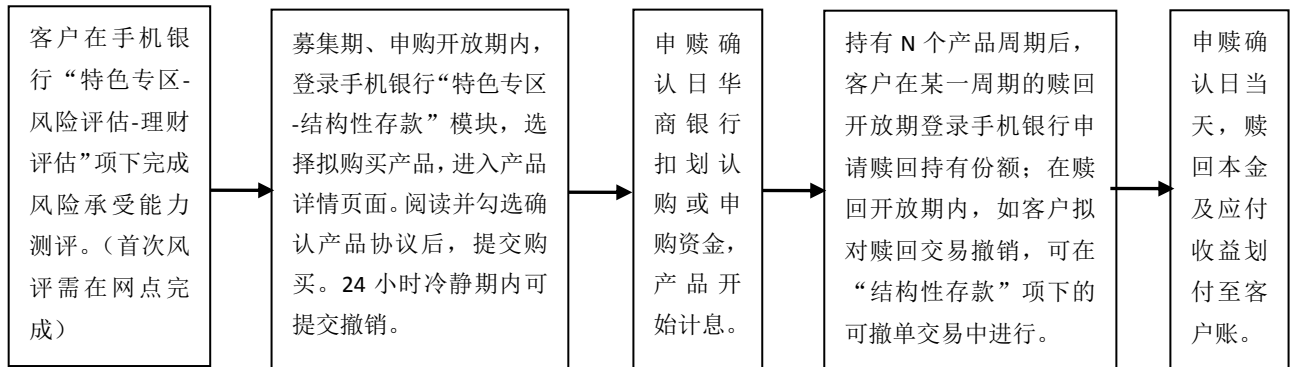 客户在手机银
行“特色专区-
风险评估-理财
评估”项下完成
风险承受能力
测评。（首次风
评需在网点完
成）
募集期、申购开放期内，
登录手机银行“特色专区
-结构性存款”模块，选
择拟购买产品，进入产品
详情页面。阅读并勾选确
认产品协议后，提交购
买。24 小时冷静期内可
提交撤销。
申赎确
认日华
商银行
扣划认
购或申
购资金，
产品开
始计息。
持有 N 个产品周期后，
客户在某一周期的赎回
开放期登录手机银行申
请赎回持有份额；在赎
回开放期内，如客户拟
对赎回交易撤销，可在
“结构性存款”项下的
可撤单交易中进行。
申赎确
认日当
天，赎
回本金
及应付
收益划
付至客
户账。